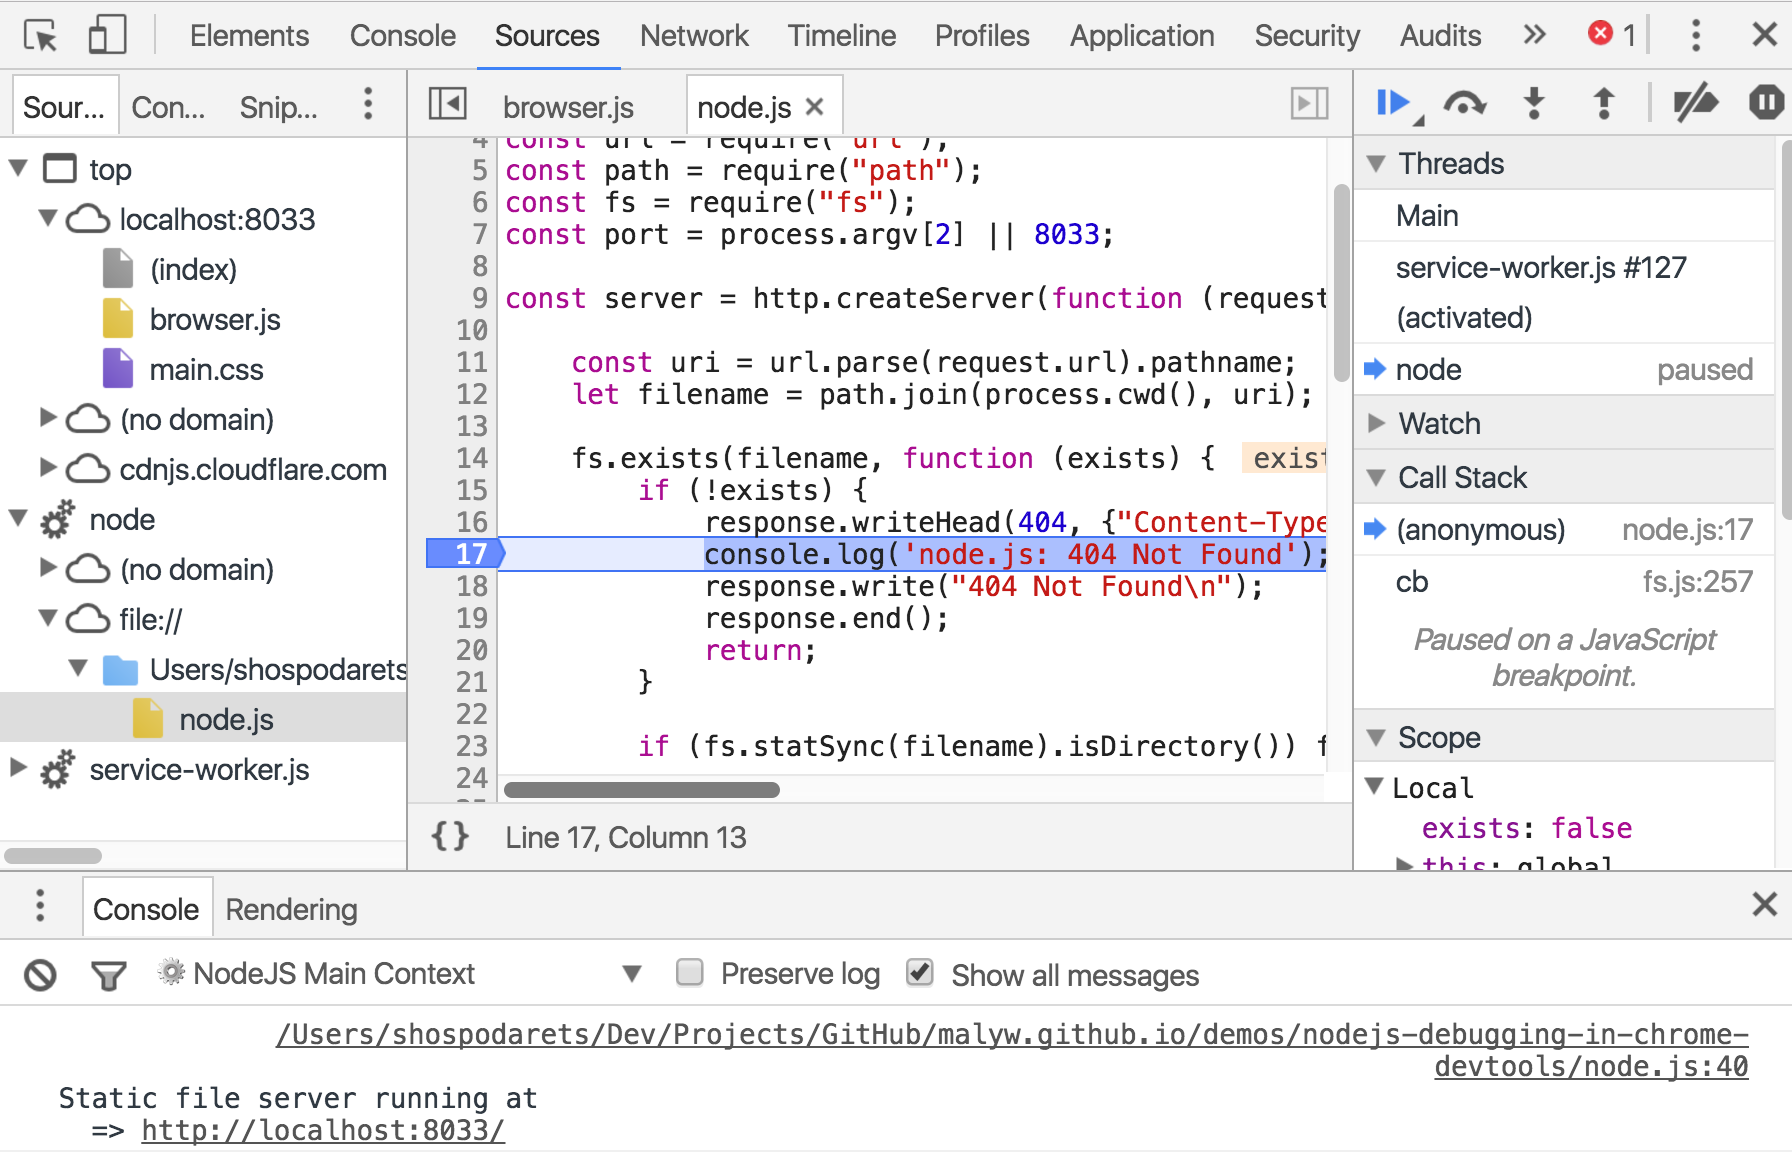 Elements Console Sources Network Timeline Profiles Application Security Audits » 1
Sour... Con... Snip...
top
localhost:8033
(index)
browser.js
main.css
(no domain)
cdnjs.cloudflare.com
node
(no domain)
file://
Users/shospodarets
node.js
service-worker.js
browser.js node.js
4 const url = require("url");
5 const path = require("path");
6 const fs = require("fs");
7 const port = process.argv[2] || 8033;
8
9 const server = http.createServer(function (request
10
11 const uri = url.parse(request.url).pathname;
12 let filename = path.join(process.cwd(), uri);
13
14 fs.exists(filename, function (exists) { exist
15 if (!exists) {
16 response.writeHead(404, {"Content-Type
17 console.log('node.js: 404 Not Found');
18 response.write("404 Not Found\n");
19 response.end();
20 return;
21 }
22
23 if (fs.statSync(filename).isDirectory()) f
24
{} Line 17, Column 13
Threads
Main
service-worker.js #127
(activated)
node paused
Watch
Call Stack
(anonymous) node.js:17
cb fs.js:257
Paused on a JavaScript
breakpoint.
Scope
Local
exists: false
this: global
Console Rendering
NodeJS Main Context Preserve log Show all messages
/Users/shospodarets/Dev/Projects/GitHub/malyw.github.io/demos/nodejs-debugging-in-chrome-
devtools/node.js:40
Static file server running at
=> http://localhost:8033/